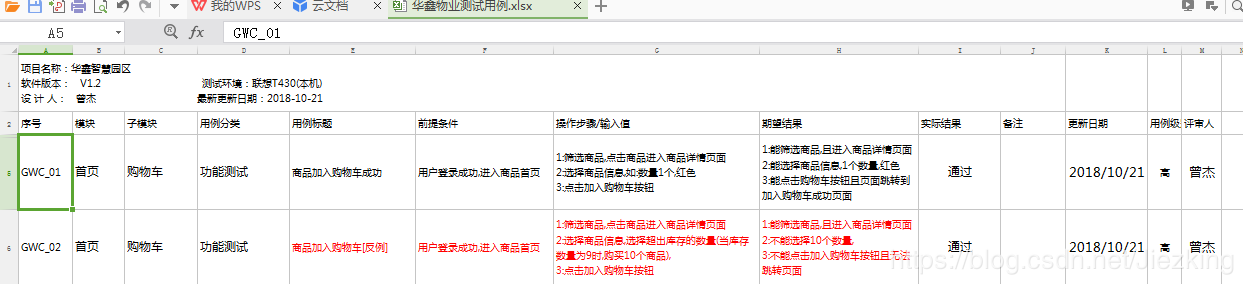 我的WPS
云文档
华鑫物业测试用例.xlsx
A5
fx
GWC_01
A B C D E F G H I J K L M
1
项目名称：华鑫智慧园区
软件版本： V1.2 测试环境：联想T430(本机)
设 计 人： 曾杰 最新更新日期：2018-10-21
2 序号 模块 子模块 用例分类 用例标题 前提条件 操作步骤/输入值 期望结果 实际结果 备注 更新日期 用例级 评审人
5 GWC_01 首页 购物车 功能测试 商品加入购物车成功 用户登录成功,进入商品首页
1:筛选商品,点击商品进入商品详情页面
2:选择商品信息,如:数量1个,红色
3:点击加入购物车按钮
1:能筛选商品,且进入商品详情页面
2:能选择商品信息,1个数量,红色
3:能点击购物车按钮且页面跳转到
加入购物车成功页面
通过 2018/10/21 高 曾杰
6 GWC_02 首页 购物车 功能测试 商品加入购物车[反例] 用户登录成功,进入商品首页
1:筛选商品,点击商品进入商品详情页面
2:选择商品信息,选择超出库存的数量(当库存
数量为9时,购买10个商品),
3:点击加入购物车按钮
1:能筛选商品,且进入商品详情页面
2:不能选择10个数量,
3:不能点击加入购物车按钮且无法
跳转页面
通过 2018/10/21 高 曾杰
https://blog.csdn.net/Jiezking